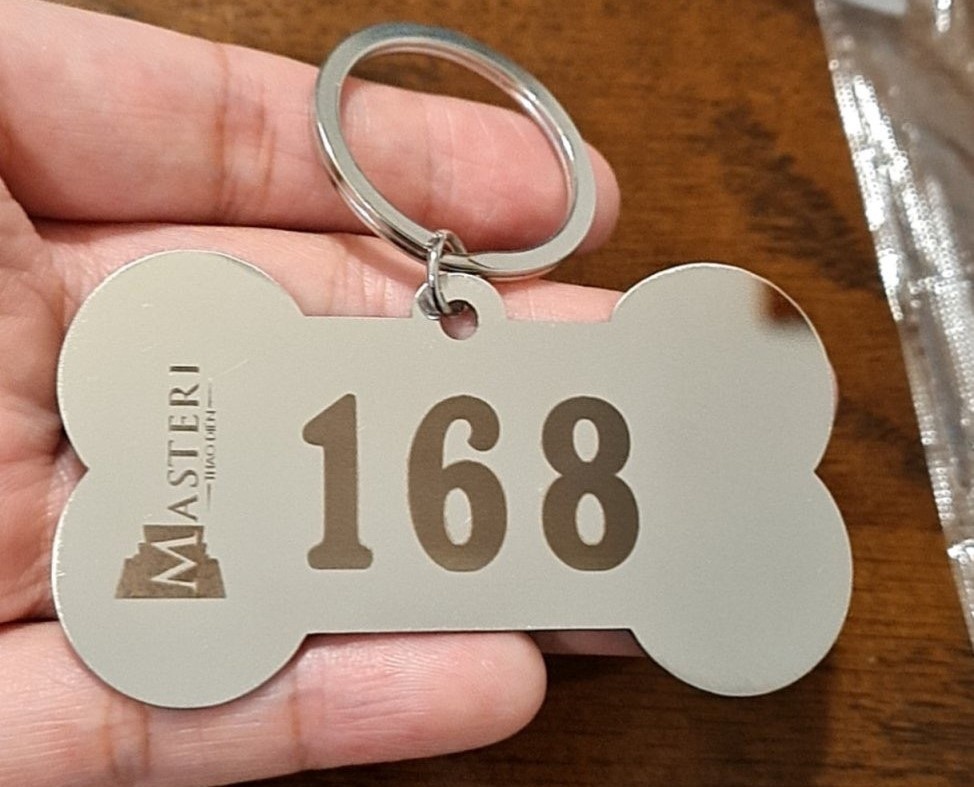 MASTERI
THAO DIEN
168